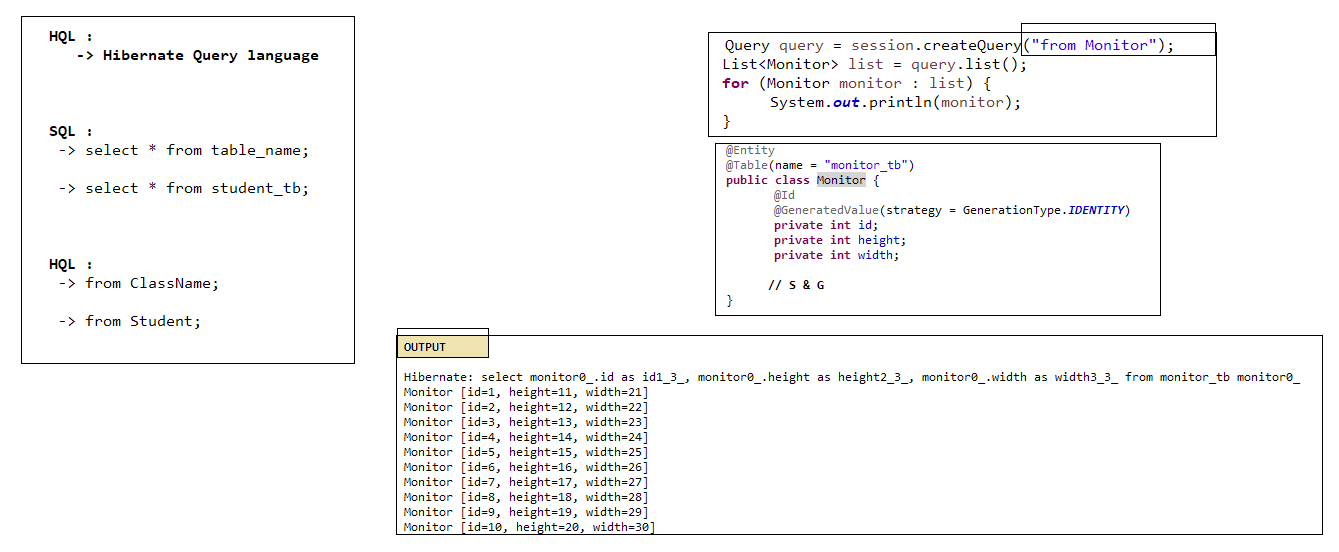 HQL :
-> Hibernate Query language
SQL :
-> select * from table_name;
-> select * from student_tb;
HQL :
-> from ClassName;
-> from Student;
Query query = session.createQuery("from Monitor");
List<Monitor> list = query.list();
for (Monitor monitor : list) {
System.out.println(monitor);
}
@Entity
@Table(name = "monitor_tb")
public class Monitor {
@Id
@GeneratedValue(strategy = GenerationType.IDENTITY)
private int id;
private int height;
private int width;
// S & G
}
OUTPUT
Hibernate: select monitor0_.id as id1_3_, monitor0_.height as height2_3_, monitor0_.width as width3_3_ from monitor_tb monitor0_
Monitor [id=1, height=11, width=21]
Monitor [id=2, height=12, width=22]
Monitor [id=3, height=13, width=23]
Monitor [id=4, height=14, width=24]
Monitor [id=5, height=15, width=25]
Monitor [id=6, height=16, width=26]
Monitor [id=7, height=17, width=27]
Monitor [id=8, height=18, width=28]
Monitor [id=9, height=19, width=29]
Monitor [id=10, height=20, width=30]